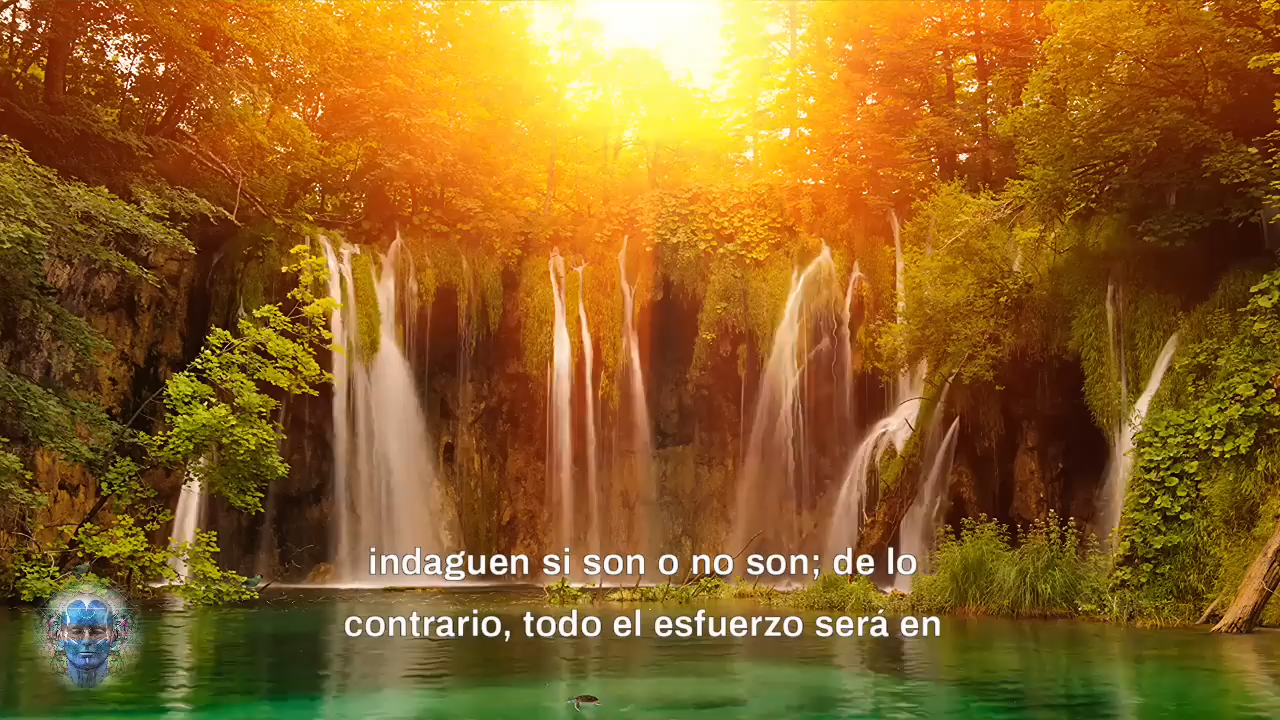 indaguen si son o no son; de lo
contrario, todo el esfuerzo será en